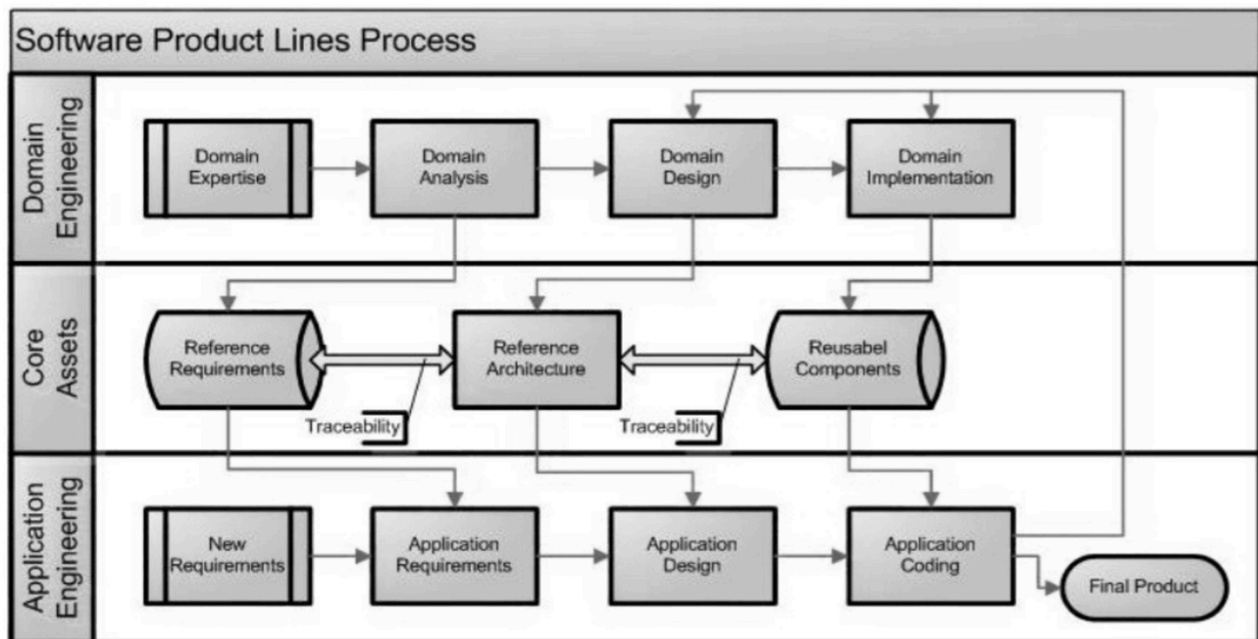 Software Product Lines Process
Domain
Engineering
Domain
Expertise
Domain
Analysis
Domain
Design
Domain
Implementation
Core
Assets
Reference
Requirements
Reference
Architecture
Reusabel
Components
Traceability
Traceability
Application
Engineering
New
Requirements
Application
Requirements
Application
Design
Application
Coding
Final Product